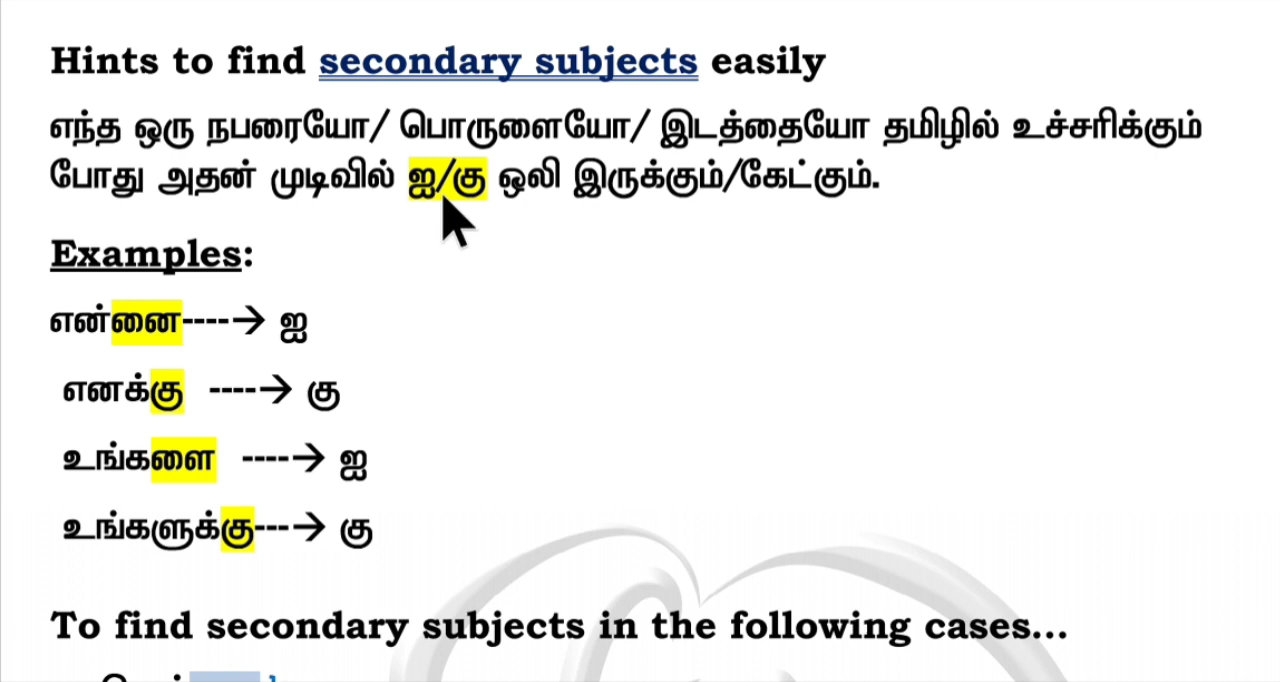 Hints to find secondary subjects easily
எந்த ஒரு நபரையோ/ பொருளையோ/ இடத்தையோ தமிழில் உச்சரிக்கும்
போது அதன் முடிவில் ஐ/கு ஒலி இருக்கும்/கேட்கும்.
Examples:
என்னை----→ ஐ
எனக்கு ----→ கு
உங்களை ----→ ஐ
உங்களுக்கு---→ கு
To find secondary subjects in the following cases...